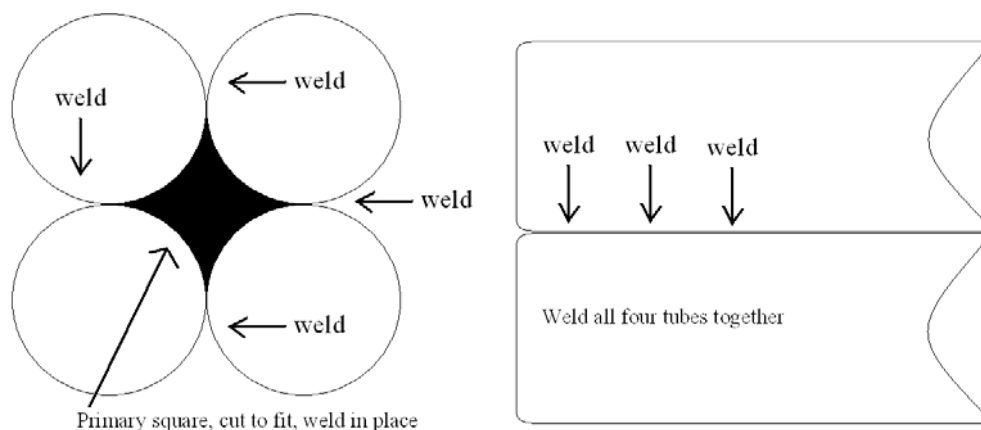 weld
weld
weld
weld
Primary square, cut to fit, weld in place
weld
weld
weld
Weld all four tubes together